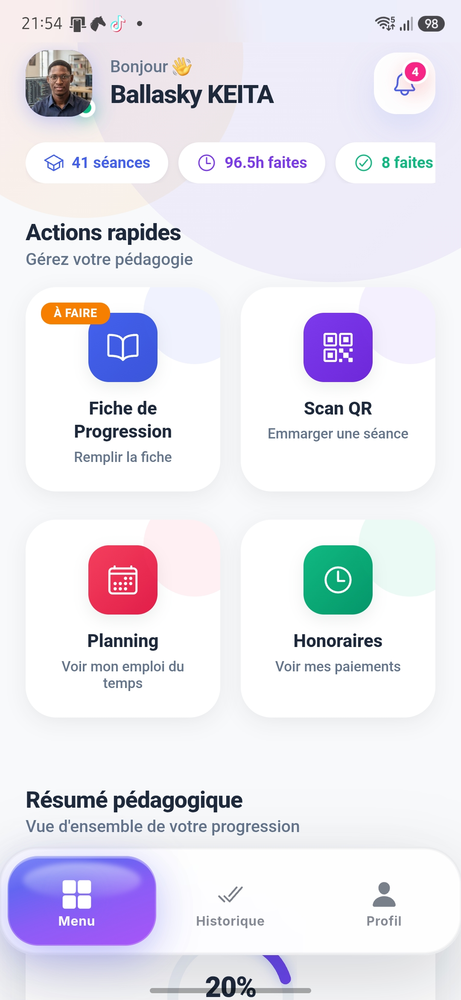 21:54
5
98
Bonjour 👋
4
Ballasky KEITA
41 séances
96.5h faites
8 faites
Actions rapides
Gérez votre pédagogie
À FAIRE
Fiche de
Progression
Remplir la fiche
Scan QR
Emmarger une séance
Planning
Voir mon emploi du
temps
Honoraires
Voir mes paiements
Résumé pédagogique
Vue d'ensemble de votre progression
Menu
Historique
Profil
20%